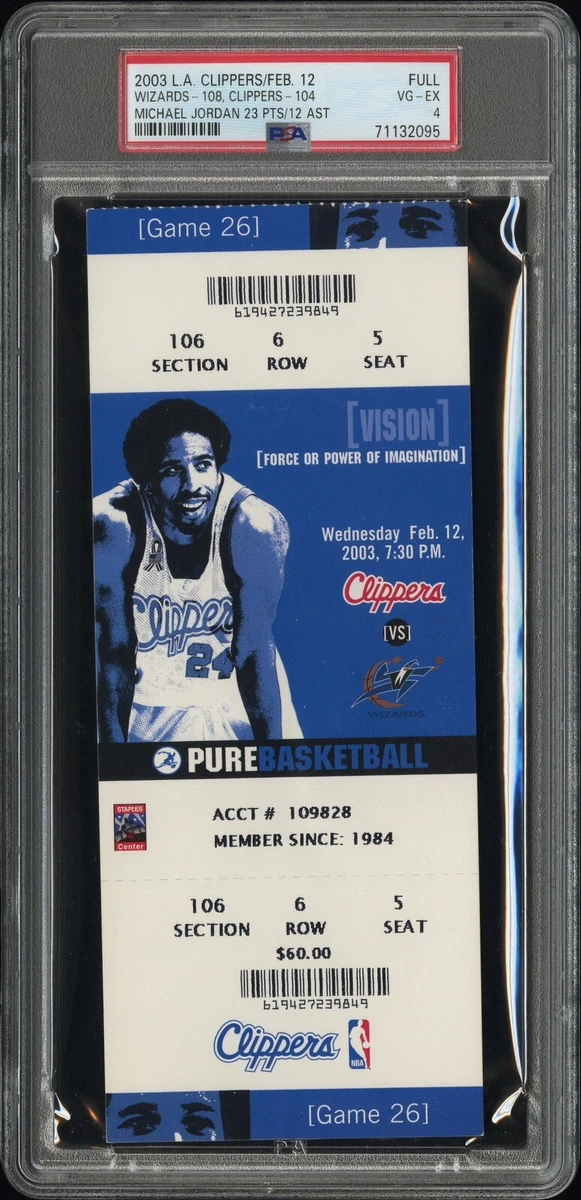 2003 L.A. CLIPPERS/FEB. 12 FULL
WIZARDS-108, CLIPPERS-104 VG-EX
MICHAEL JORDAN 23 PTS/12 AST 4
PSA 71132095
[Game 26]
619427239849
106 6 5
SECTION ROW SEAT
[VISION]
[FORCE OR POWER OF IMAGINATION]
Wednesday Feb. 12,
2003, 7:30 P.M.
Clippers
[VS]
WIZARDS
Clippers
24
PUREBASKETBALL
STAPLES
Center
ACCT # 109828
MEMBER SINCE: 1984
106 6 5
SECTION ROW SEAT
$60.00
619427239849
Clippers
NBA
[Game 26]
PSA